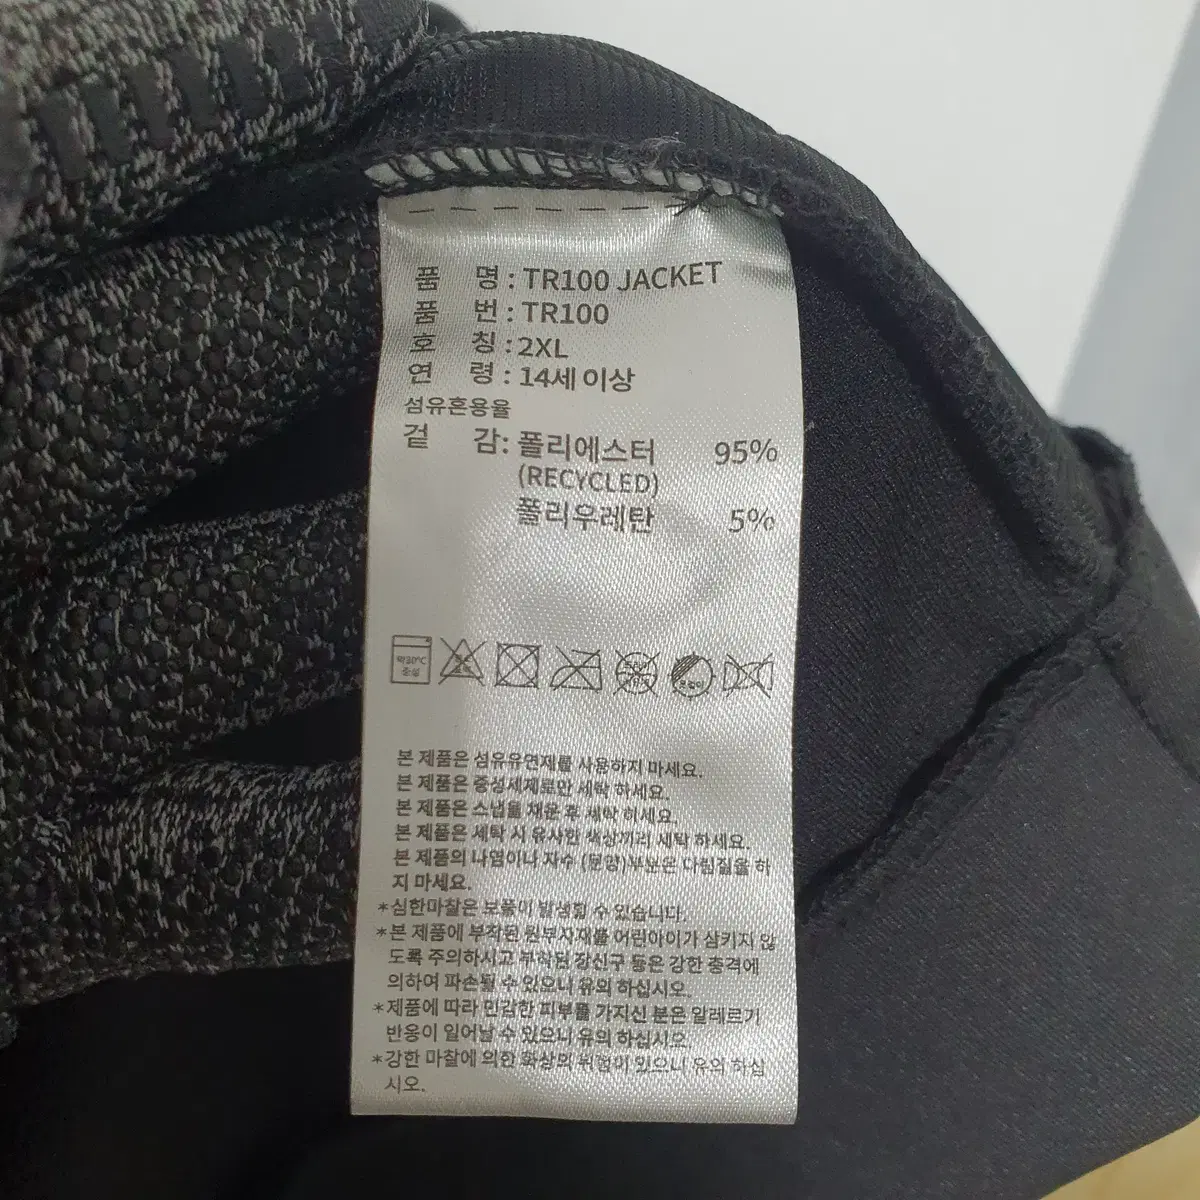 품 명 : TR100 JACKET
품 번 : TR100
호 칭 : 2XL
연 령 : 14세 이상
섬유혼용율
겉 감: 폴리에스터 95%
(RECYCLED)
폴리우레탄 5%
약30℃
중성
본 제품은 섬유유연제를 사용하지 마세요.
본 제품은 중성세제로만 세탁 하세요.
본 제품은 스냅을 채운 후 세탁 하세요.
본 제품은 세탁 시 유사한 색상끼리 세탁 하세요.
본 제품의 나염이나 자수 (문양)부분은 다림질을 하
지 마세요.
*심한마찰은 보풀이 발생할 수 있습니다.
*본 제품에 부착된 원부자재를 어린아이가 삼키지 않
도록 주의하시고 부착된 장신구 등은 강한 충격에
의하여 파손될 수 있으니 유의 하십시오.
*제품에 따라 민감한 피부를 가지신 분은 알레르기
반응이 일어날 수 있으니 유의 하십시오.
*강한 마찰에 의한 화상의 위험이 있으니 유의 하십
시오.